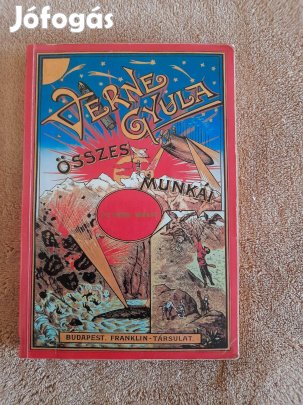 Jófogás
VERNE
GYULA
ÖSSZES
MUNKÁI
BUDAPEST. FRANKLIN-TÁRSULAT.